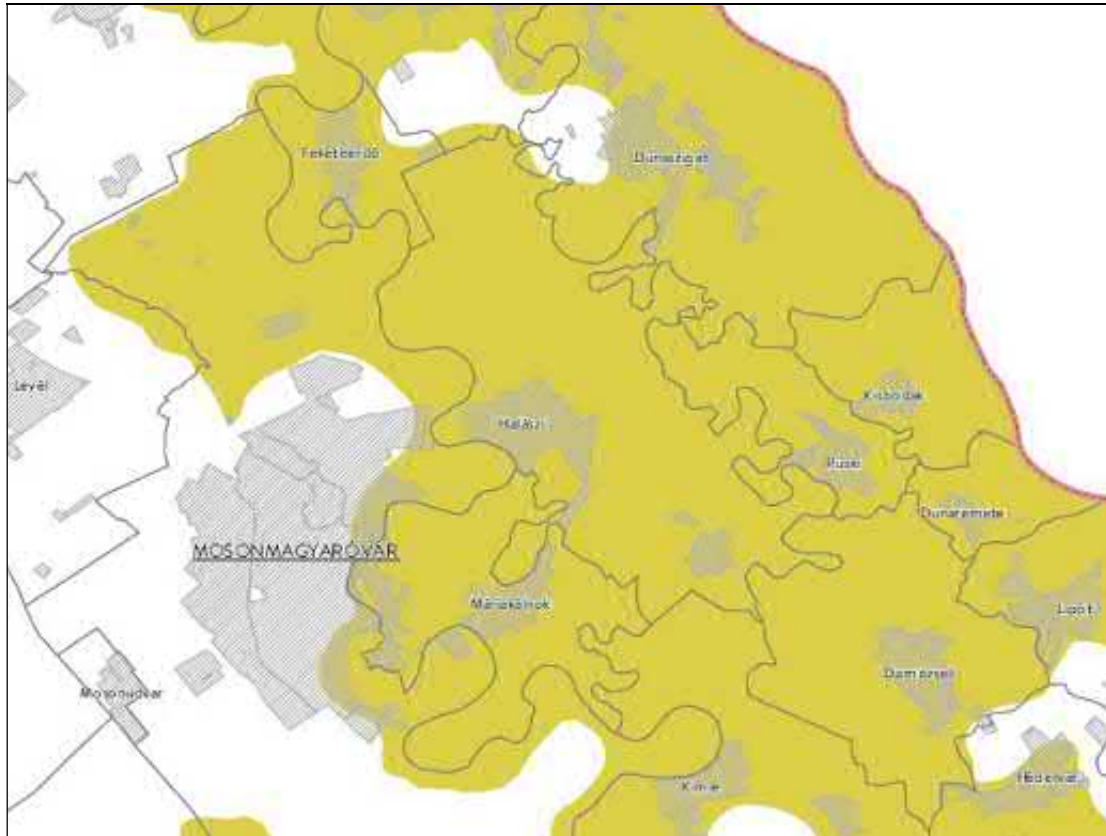 Feketeerdő
Dunasziget
Levél
Kisbodak
Halászi
Püski
Dunaremete
MOSONMAGYARÓVÁR
Máriakálnok
Lipót
Mosonudvar
Darnózseli
Kimle
Hédervár